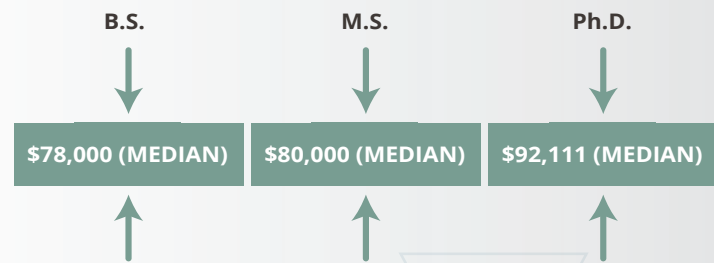 B.S. M.S. Ph.D.
$78,000 (MEDIAN) $80,000 (MEDIAN) $92,111 (MEDIAN)